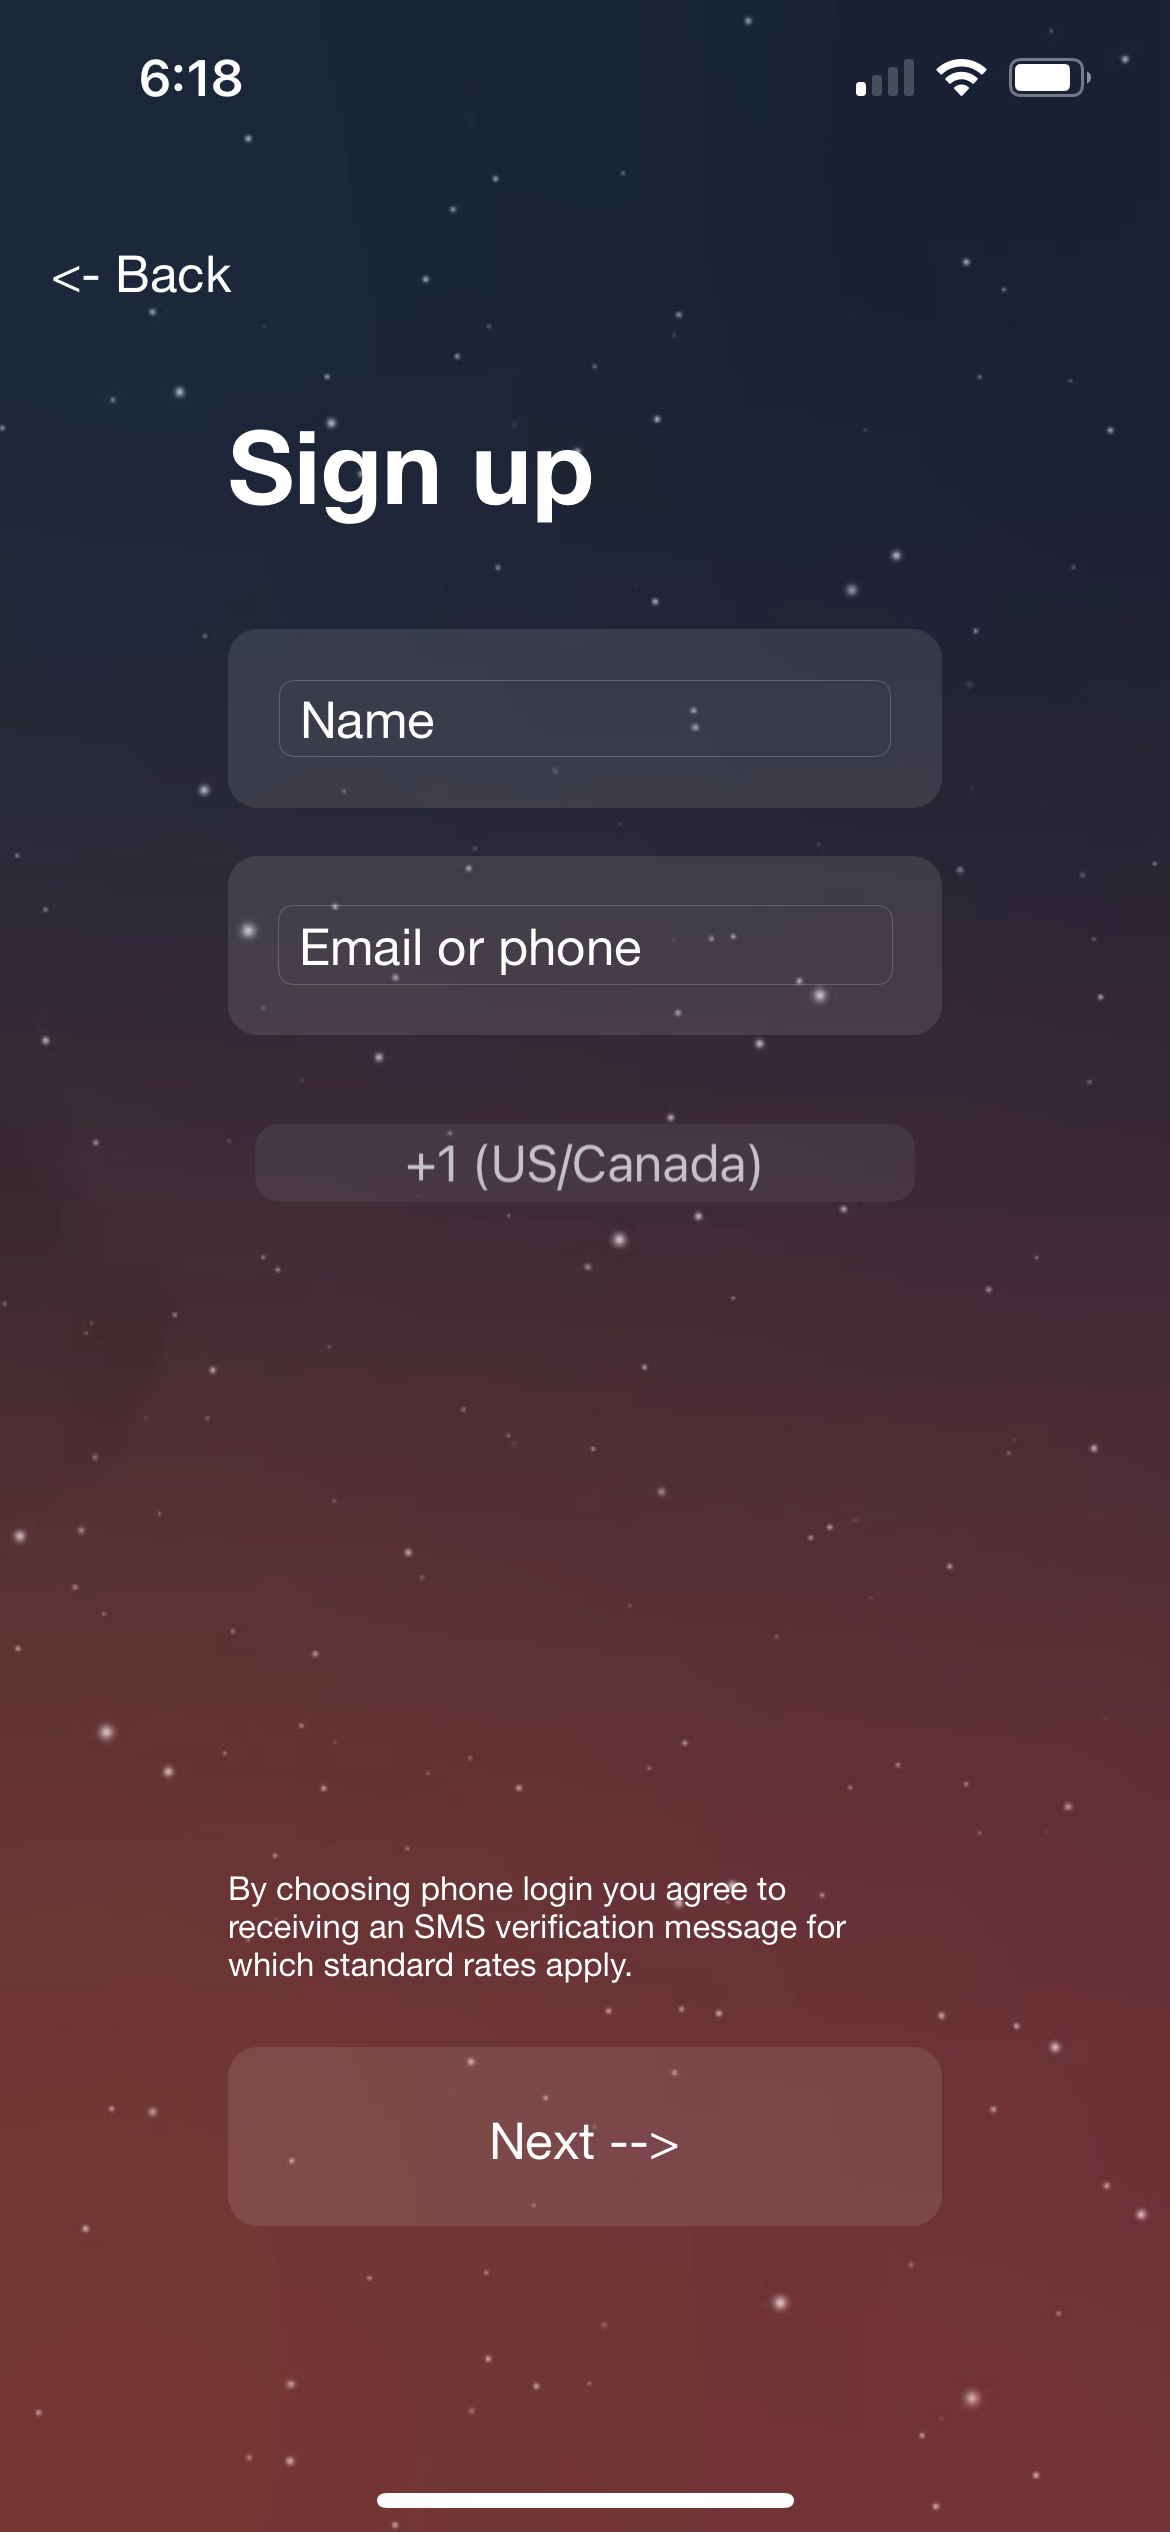 6:18
<- Back
Sign up
Name
Email or phone
+1 (US/Canada)
By choosing phone login you agree to
receiving an SMS verification message for
which standard rates apply.
Next -->